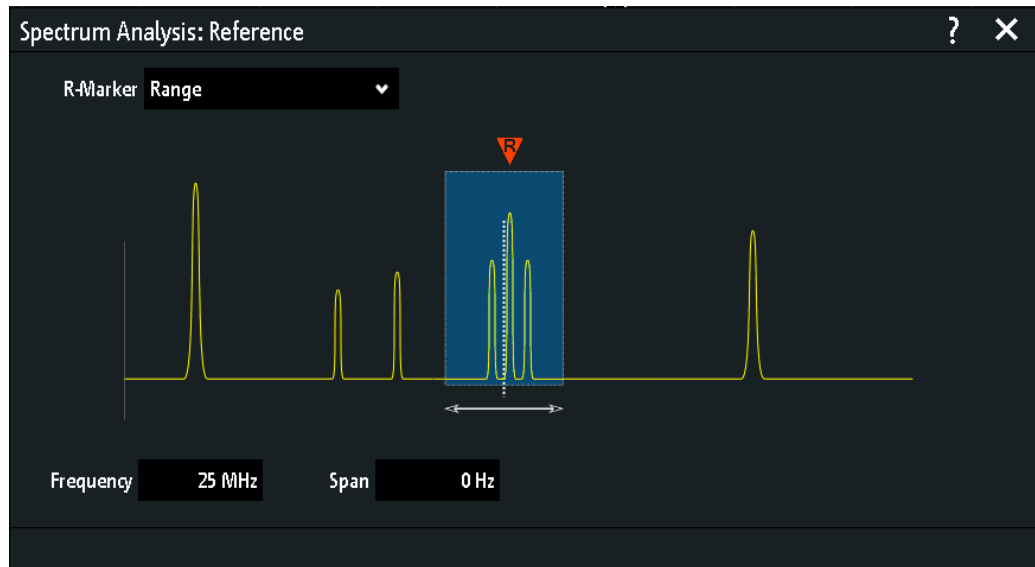 Spectrum Analysis: Reference ? ✕
R-Marker Range
R
Frequency 25 MHz Span 0 Hz